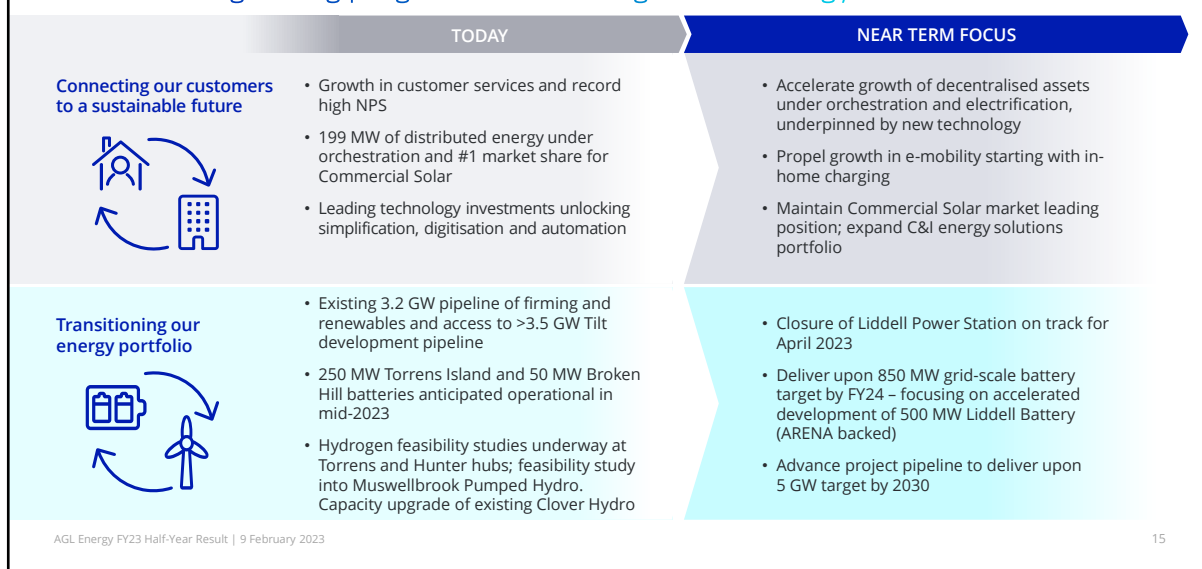 TODAY
NEAR TERM FOCUS
Connecting our customers
to a sustainable future
• Growth in customer services and record
high NPS
• 199 MW of distributed energy under
orchestration and #1 market share for
Commercial Solar
• Leading technology investments unlocking
simplification, digitisation and automation
• Accelerate growth of decentralised assets
under orchestration and electrification,
underpinned by new technology
• Propel growth in e-mobility starting with in-
home charging
• Maintain Commercial Solar market leading
position; expand C&I energy solutions
portfolio
Transitioning our
energy portfolio
• Existing 3.2 GW pipeline of firming and
renewables and access to >3.5 GW Tilt
development pipeline
• 250 MW Torrens Island and 50 MW Broken
Hill batteries anticipated operational in
mid-2023
• Hydrogen feasibility studies underway at
Torrens and Hunter hubs; feasibility study
into Muswellbrook Pumped Hydro.
Capacity upgrade of existing Clover Hydro
• Closure of Liddell Power Station on track for
April 2023
• Deliver upon 850 MW grid-scale battery
target by FY24 – focusing on accelerated
development of 500 MW Liddell Battery
(ARENA backed)
• Advance project pipeline to deliver upon
5 GW target by 2030
AGL Energy FY23 Half-Year Result | 9 February 2023
15